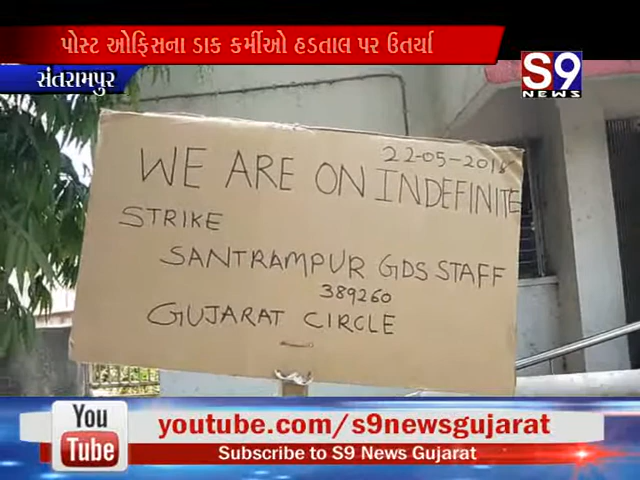 પોસ્ટ ઓફિસના ડાક કર્મીઓ હડતાલ પર ઉતર્યા
સંતરામપુર
S9
NEWS
22-05-2018
WE ARE ON INDEFINITE
STRIKE
SANTRAMPUR GDS STAFF
389260
GUJARAT CIRCLE
You
Tube
youtube.com/s9newsgujarat
Subscribe to S9 News Gujarat